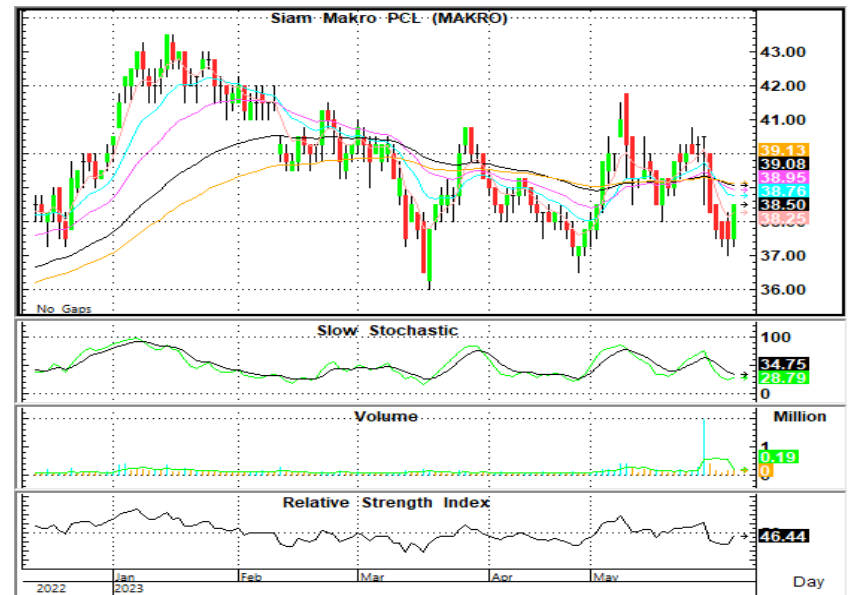 Siam Makro PCL (MAKRO)
43.00
42.00
41.00
39.13
39.08
38.95
38.76
38.50
38.25
37.00
36.00
No Gaps
Slow Stochastic
100
34.75
28.79
0
Volume
Million
1
0.19
0
Relative Strength Index
46.44
Jan Feb Mar Apr May
2022 2023 Day